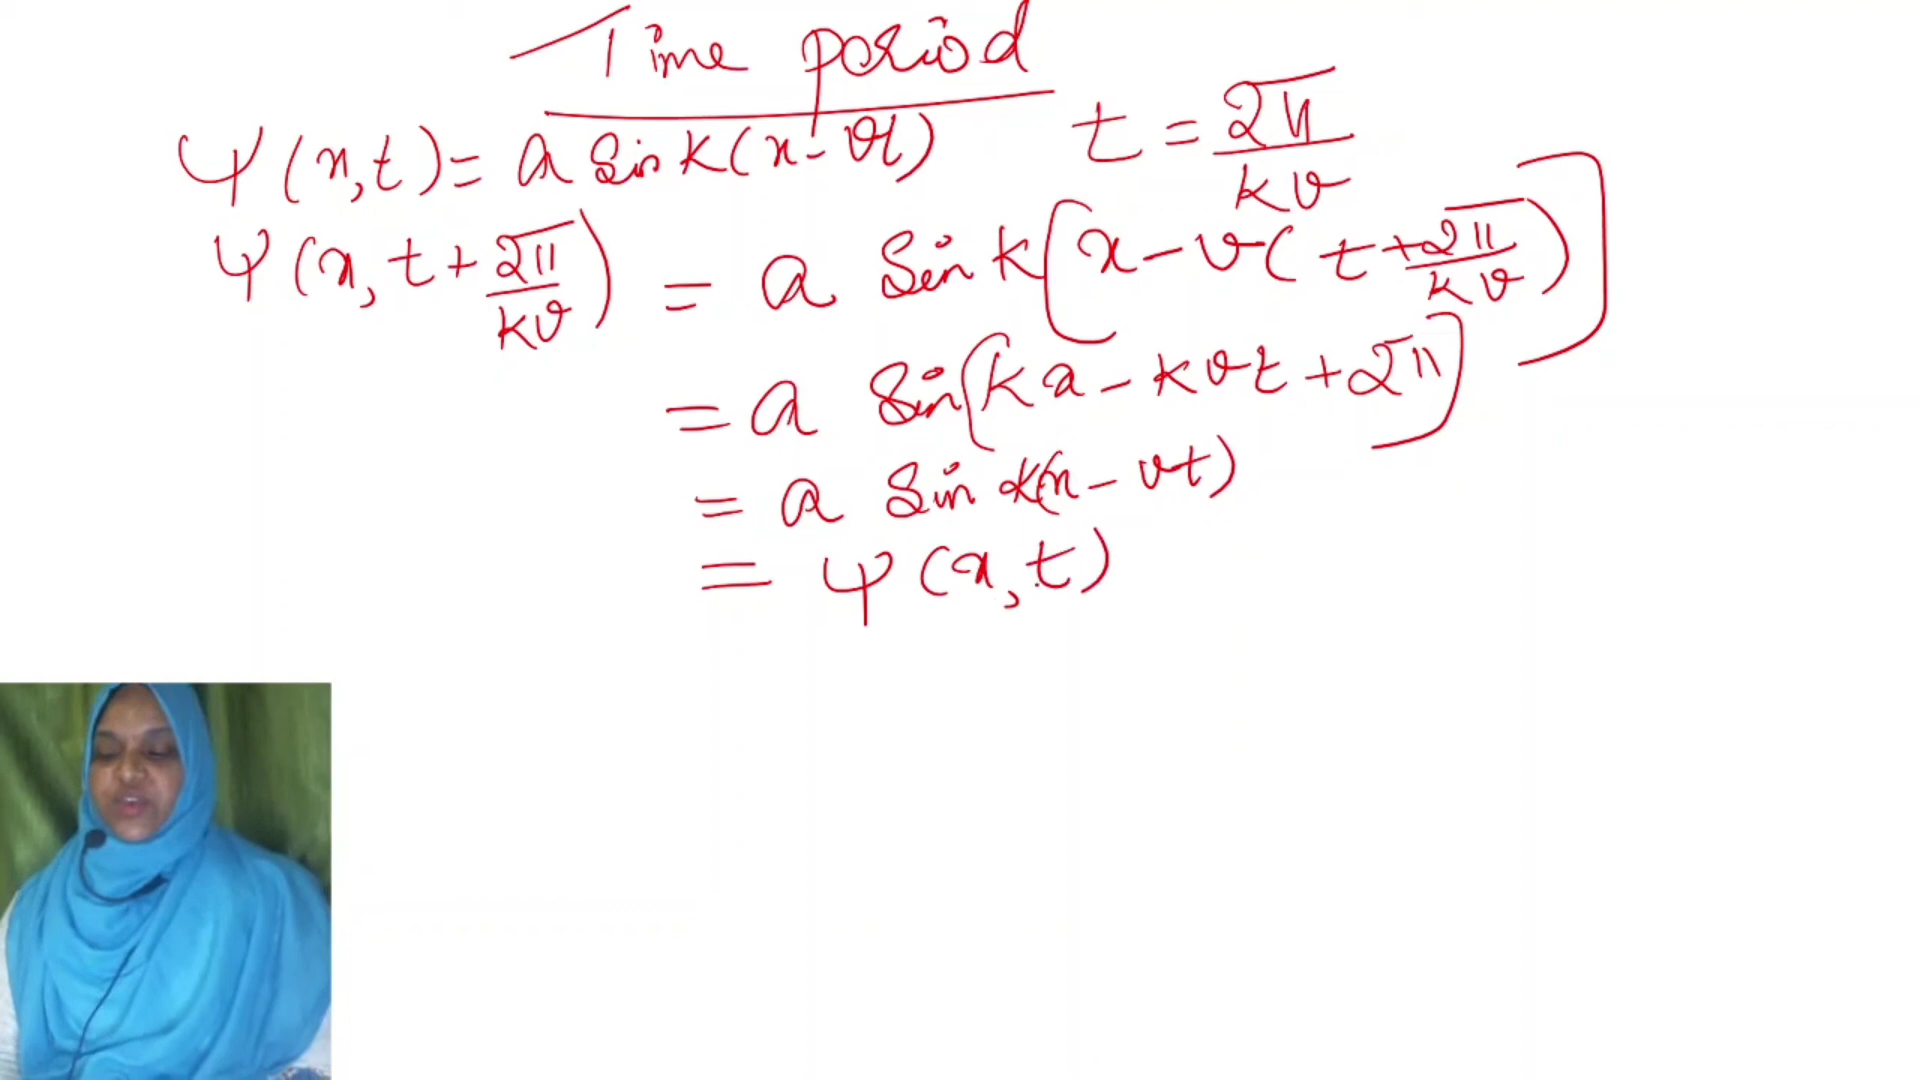 Time period
ψ(x,t) = a Sin k(x - vt)   t = 2π/kv
ψ(x, t + 2π/kv) = a Sin k[x - v(t + 2π/kv)]
= a Sin[kx - kvt + 2π]
= a Sin k(x - vt)
= ψ(x,t)